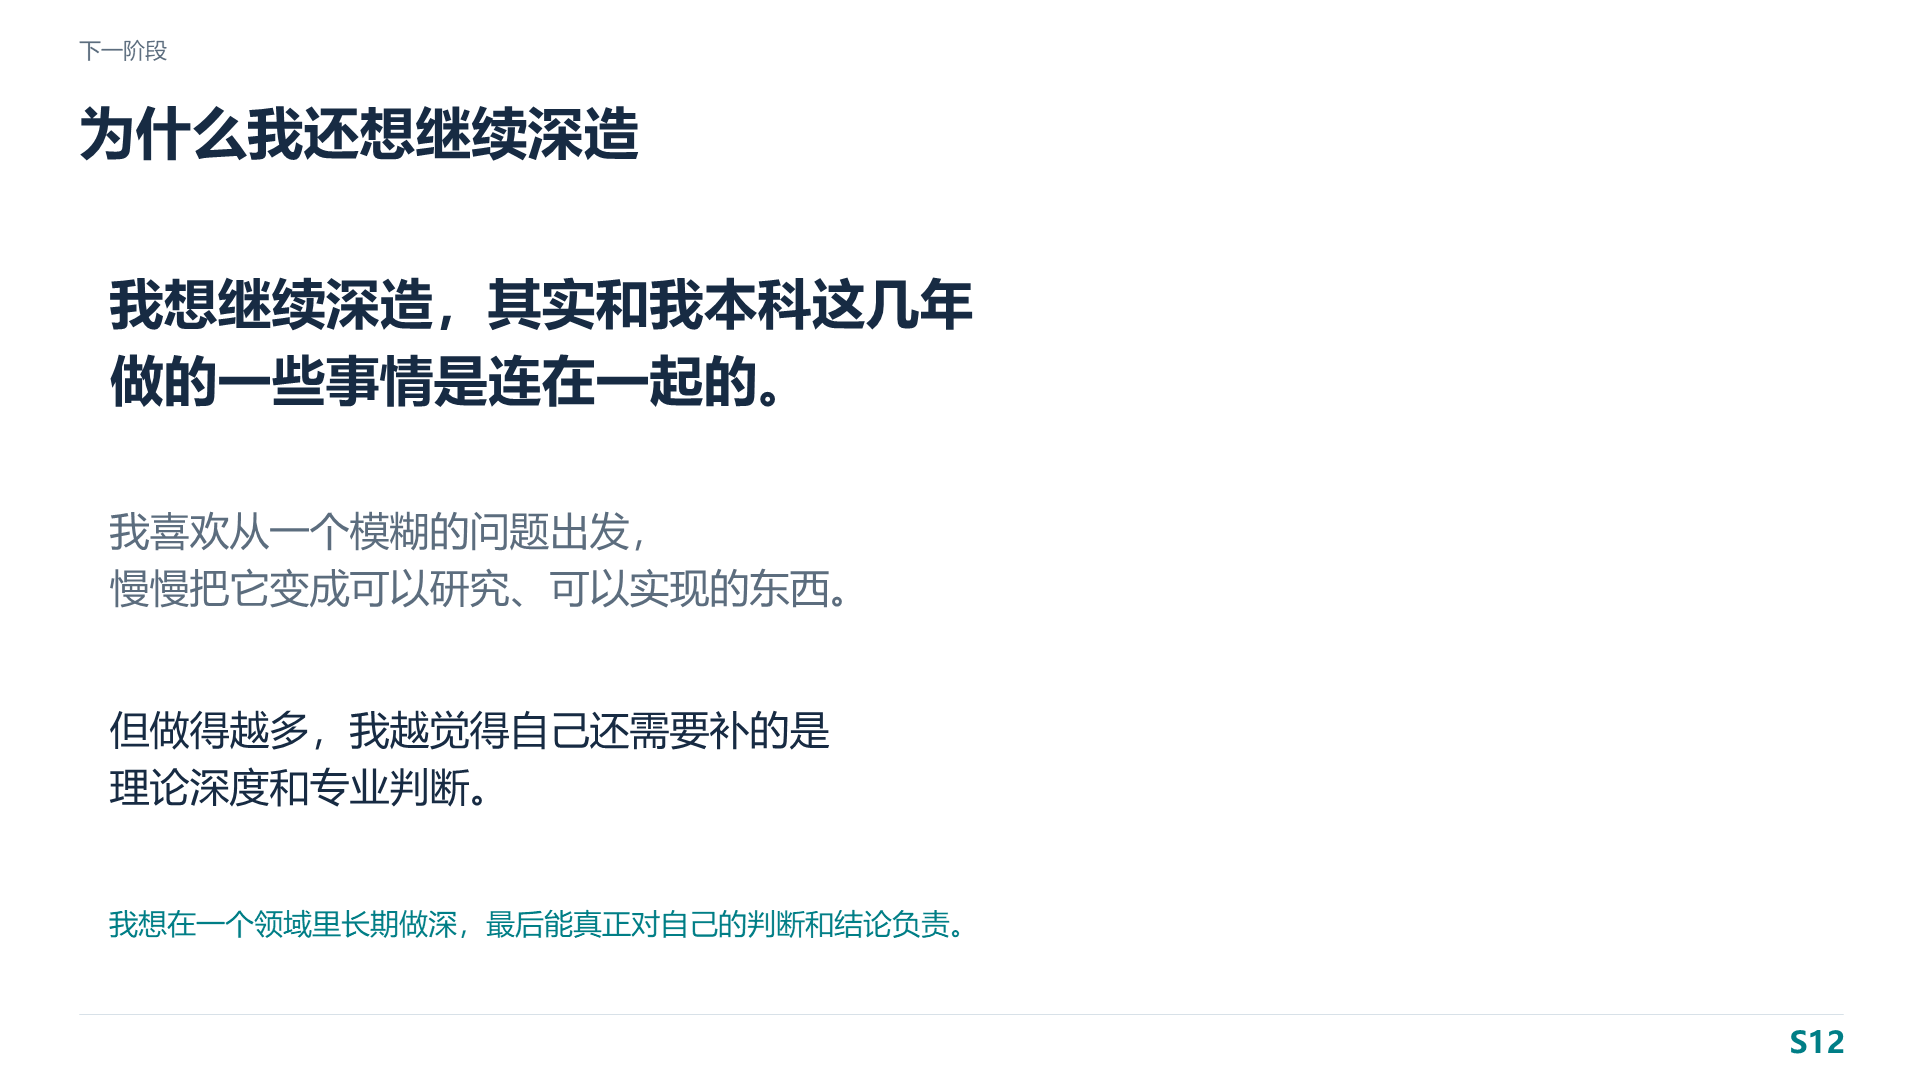 下一阶段
为什么我还想继续深造
我想继续深造，其实和我本科这几年
做的一些事情是连在一起的。
我喜欢从一个模糊的问题出发，
慢慢把它变成可以研究、可以实现的东西。
但做得越多，我越觉得自己还需要补的是
理论深度和专业判断。
我想在一个领域里长期做深，最后能真正对自己的判断和结论负责。
S12